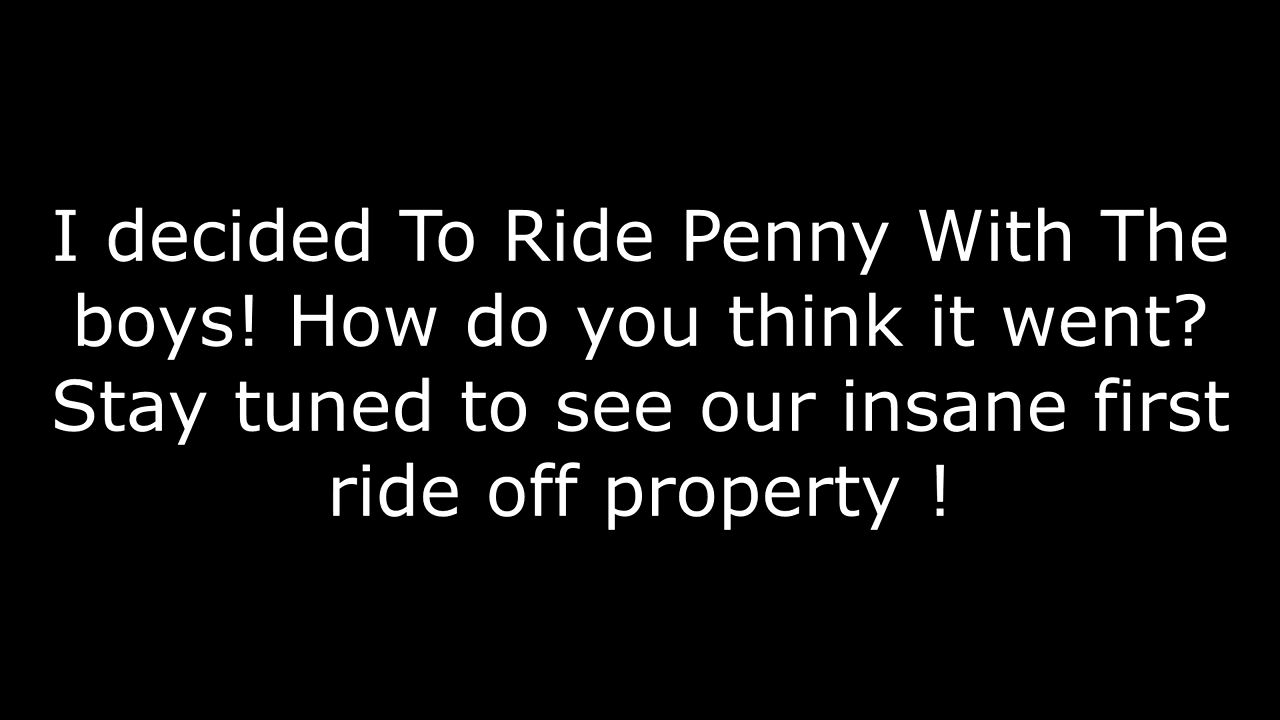 I decided To Ride Penny With The
boys! How do you think it went?
Stay tuned to see our insane first
ride off property !